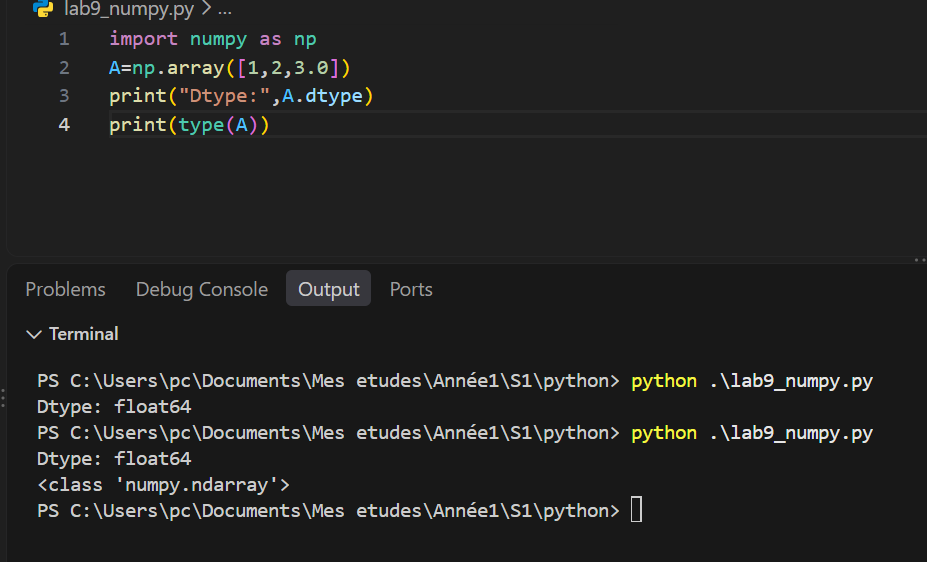 lab9_numpy.py > ...
1 import numpy as np
2 A=np.array([1,2,3.0])
3 print("Dtype:",A.dtype)
4 print(type(A))
Problems Debug Console Output Ports
Terminal
PS C:\Users\pc\Documents\Mes etudes\Année1\S1\python> python .\lab9_numpy.py
Dtype: float64
PS C:\Users\pc\Documents\Mes etudes\Année1\S1\python> python .\lab9_numpy.py
Dtype: float64
<class 'numpy.ndarray'>
PS C:\Users\pc\Documents\Mes etudes\Année1\S1\python>